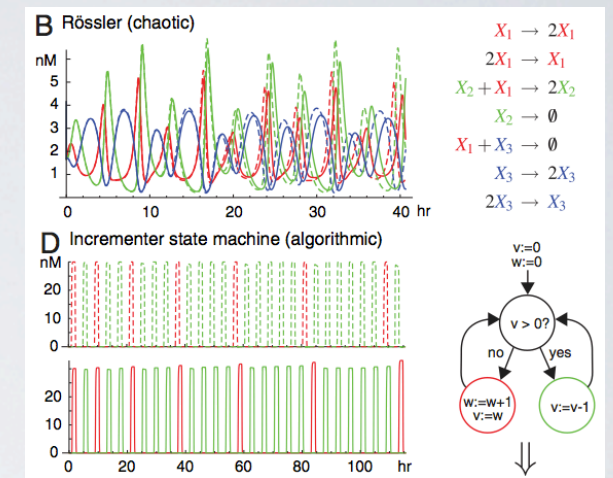 B Rössler (chaotic)
nM
5
4
3
2
1
0 10 20 30 40 hr
X₁ → 2X₁
2X₁ → X₁
X₂ + X₁ → 2X₂
X₂ → ∅
X₁ + X₃ → ∅
X₃ → 2X₃
2X₃ → X₃
D Incrementer state machine (algorithmic)
nM
20
10
0
20
10
0
0 20 40 60 80 100 hr
v:=0
w:=0
v > 0?
no yes
w:=w+1
v:=w
v:=v-1
⇓